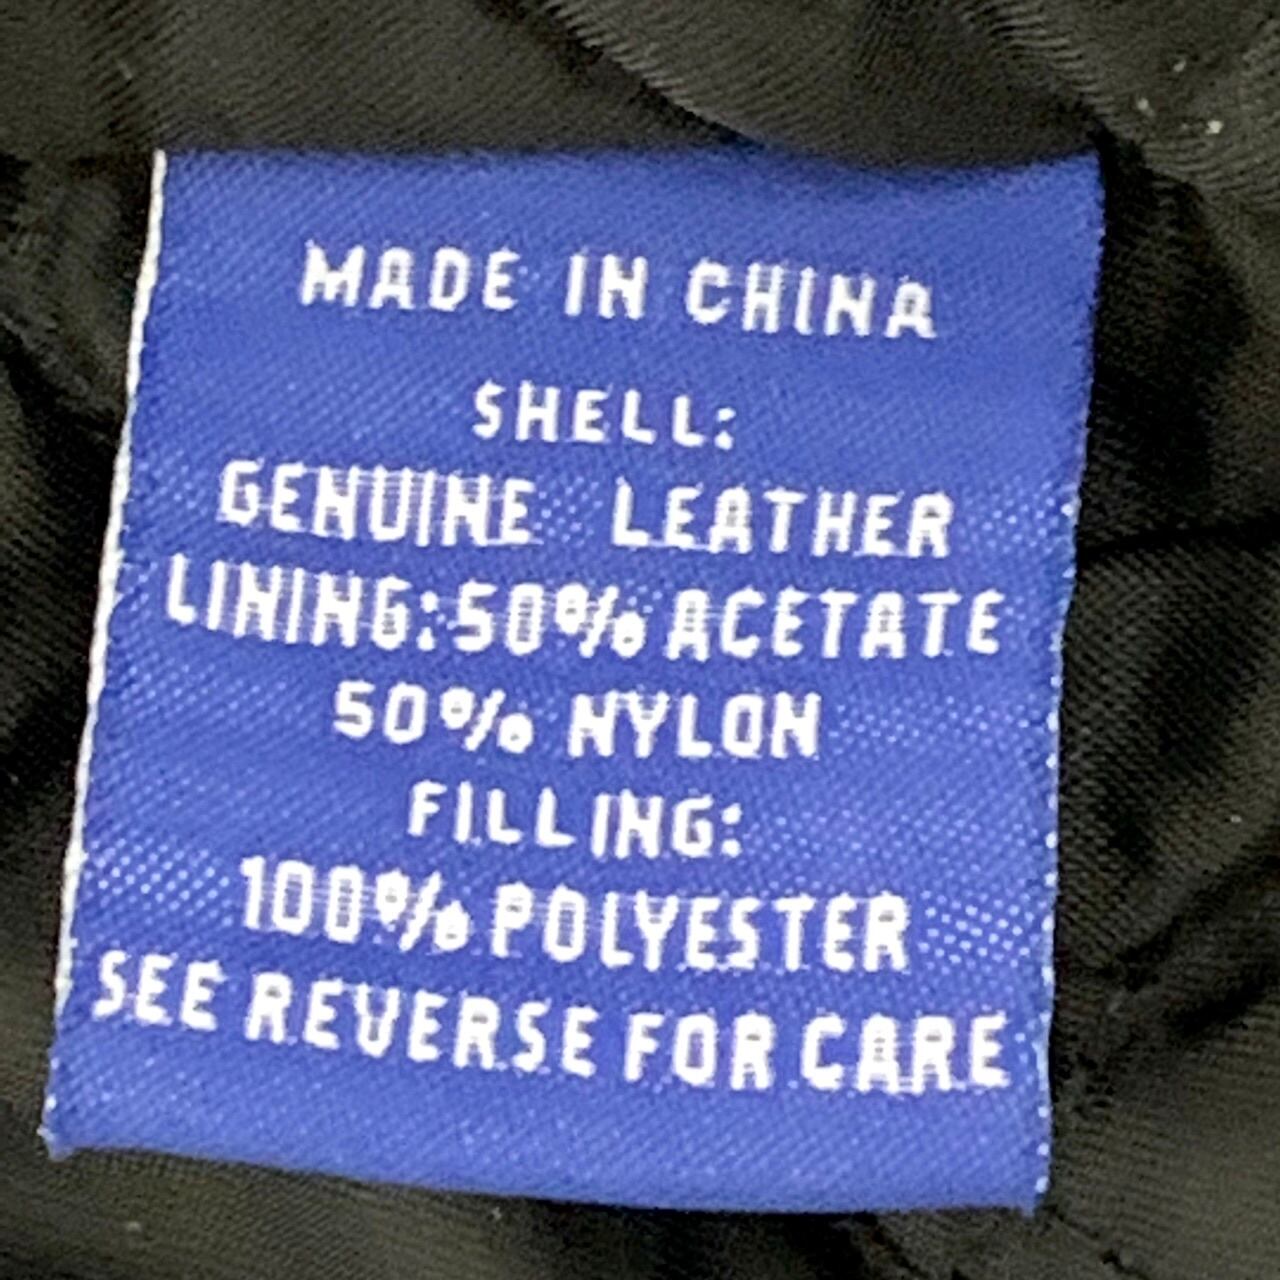 MADE IN CHINA
SHELL:
GENUINE LEATHER
LINING:50% ACETATE
50% NYLON
FILLING:
100% POLYESTER
SEE REVERSE FOR CARE